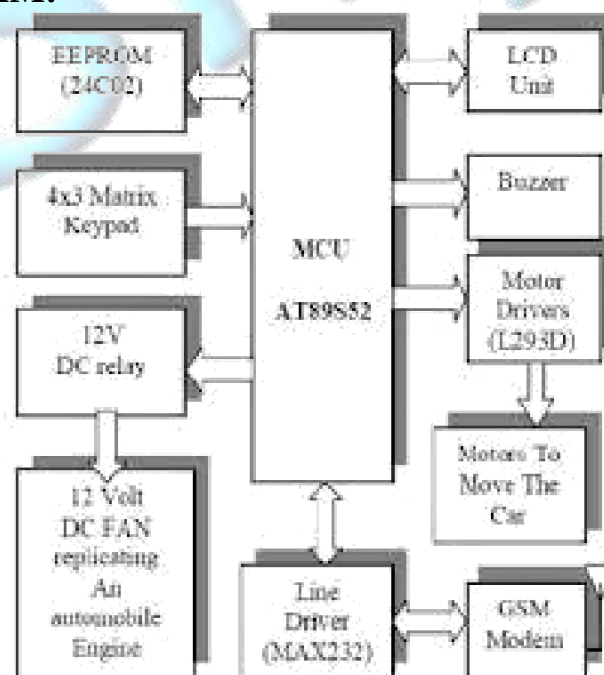 EEPROM
(24C02)
LCD
Unit
4x3 Matrix
Keypad
Buzzer
MCU
AT89S52
Motor
Drivers
(L293D)
12V
DC relay
Motors To
Move The
Car
12 Volt
DC FAN
replicating
An
automobile
Engine
Line
Driver
(MAX232)
GSM
Modem